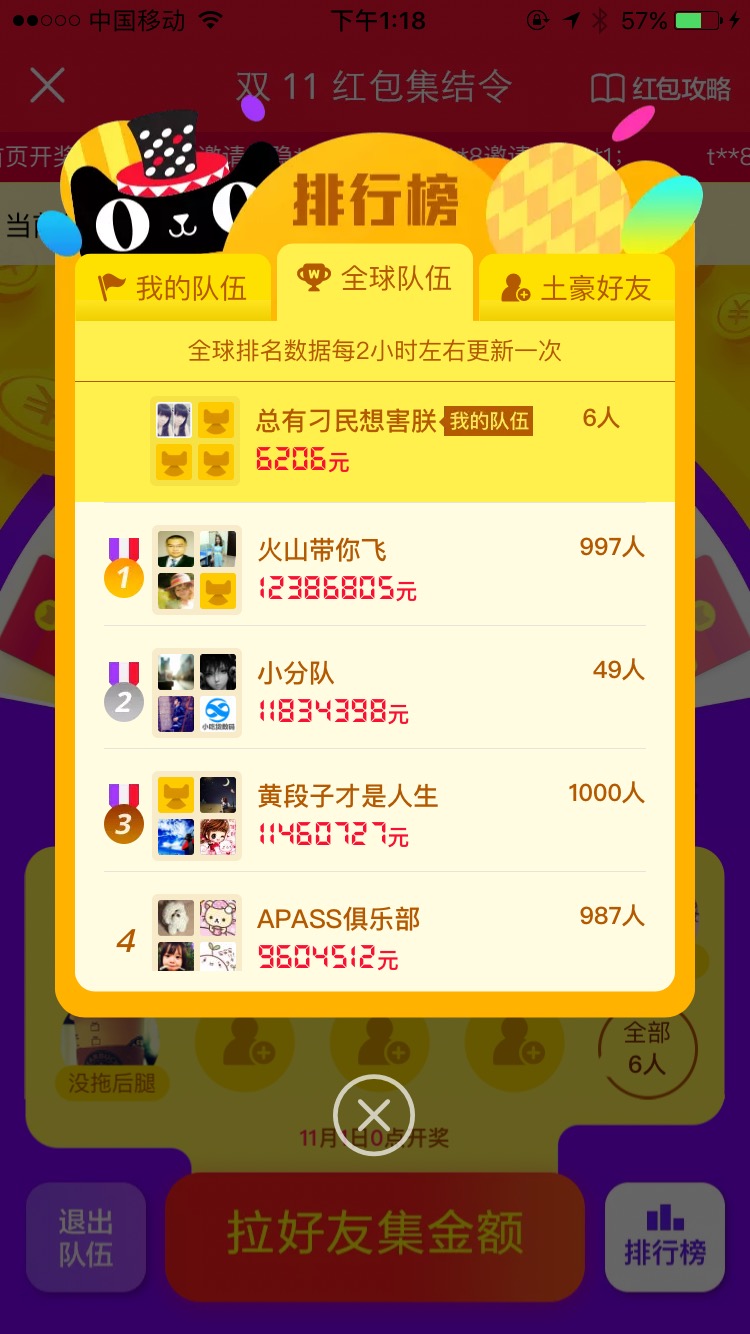 中国移动 下午1:18 57%
双 11 红包集结令 红包攻略
t**8
排行榜
我的队伍 全球队伍 土豪好友
全球排名数据每2小时左右更新一次
总有刁民想害朕 我的队伍 6人
6206元
1 火山带你飞 997人
12386805元
2 小分队 49人
11834398元
3 黄段子才是人生 1000人
11460727元
4 APASS俱乐部 987人
9604512元
没拖后腿
全部
6人
11月1日0点开奖
退出
队伍
拉好友集金额
排行榜